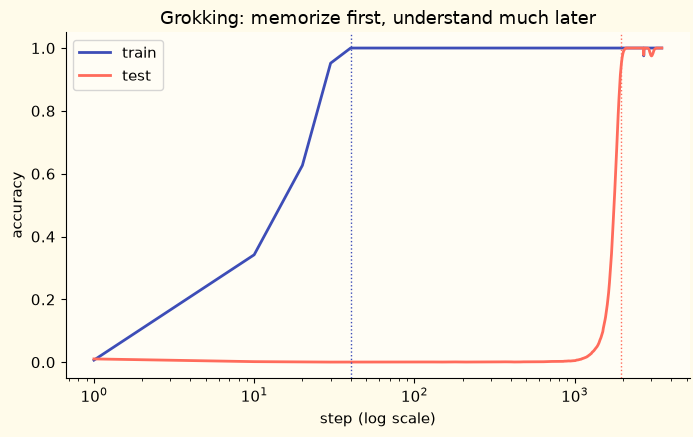 Grokking: memorize first, understand much later
train
test
1.0
0.8
0.6
0.4
0.2
0.0
accuracy
10⁰ 10¹ 10² 10³
step (log scale)